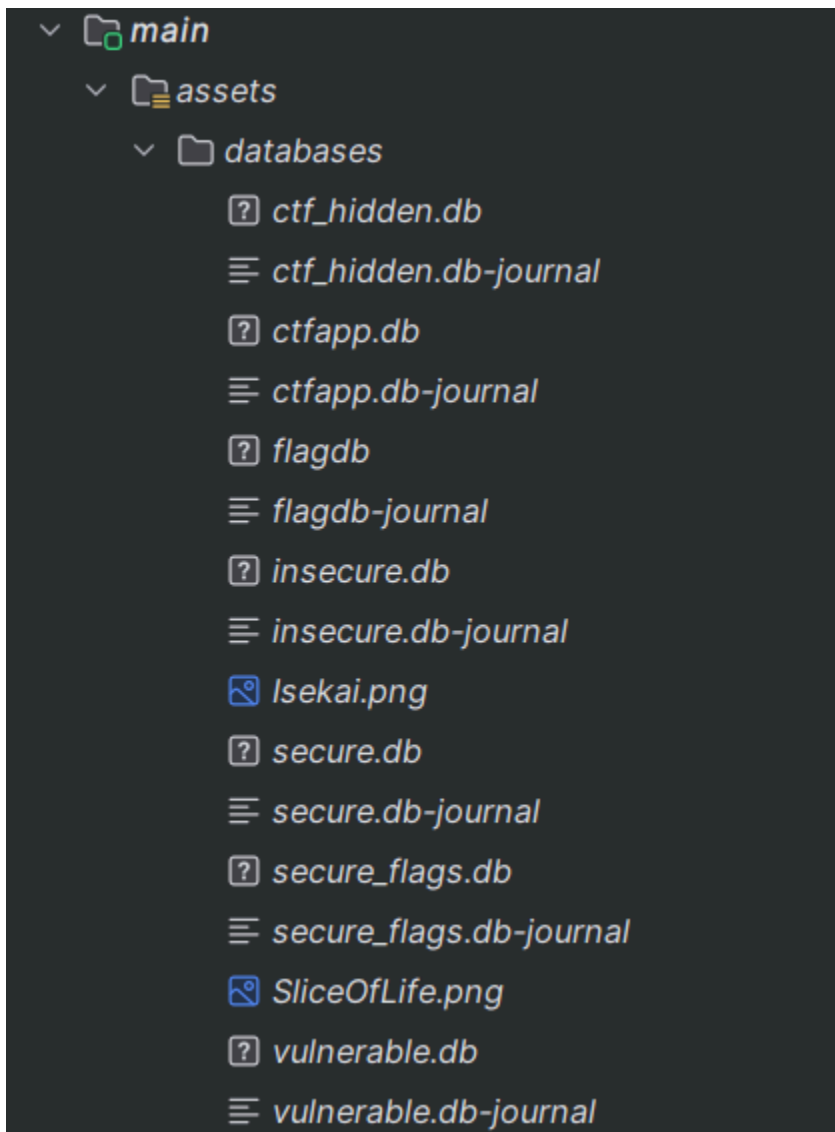 main
assets
databases
ctf_hidden.db
ctf_hidden.db-journal
ctfapp.db
ctfapp.db-journal
flagdb
flagdb-journal
insecure.db
insecure.db-journal
Isekai.png
secure.db
secure.db-journal
secure_flags.db
secure_flags.db-journal
SliceOfLife.png
vulnerable.db
vulnerable.db-journal